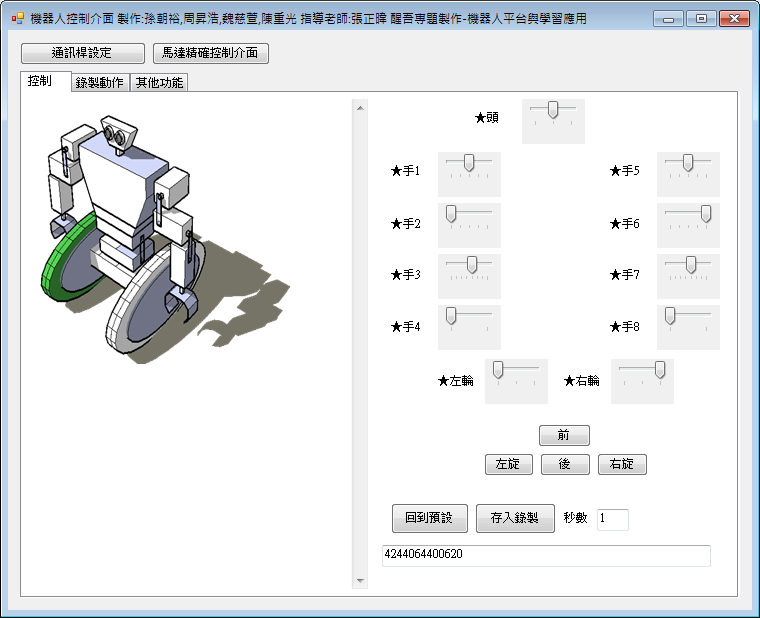 機器人控制介面 製作:孫朝裕,周昇浩,魏慈萱,陳重光 指導老師:張正暐 醒吾專題製作-機器人平台與學習應用
通訊桿設定 馬達精確控制介面
控制 錄製動作 其他功能
★頭
★手1 ★手5
★手2 ★手6
★手3 ★手7
★手4 ★手8
★左輪 ★右輪
前
左旋 後 右旋
回到預設 存入錄製 秒數 1
4244064400620